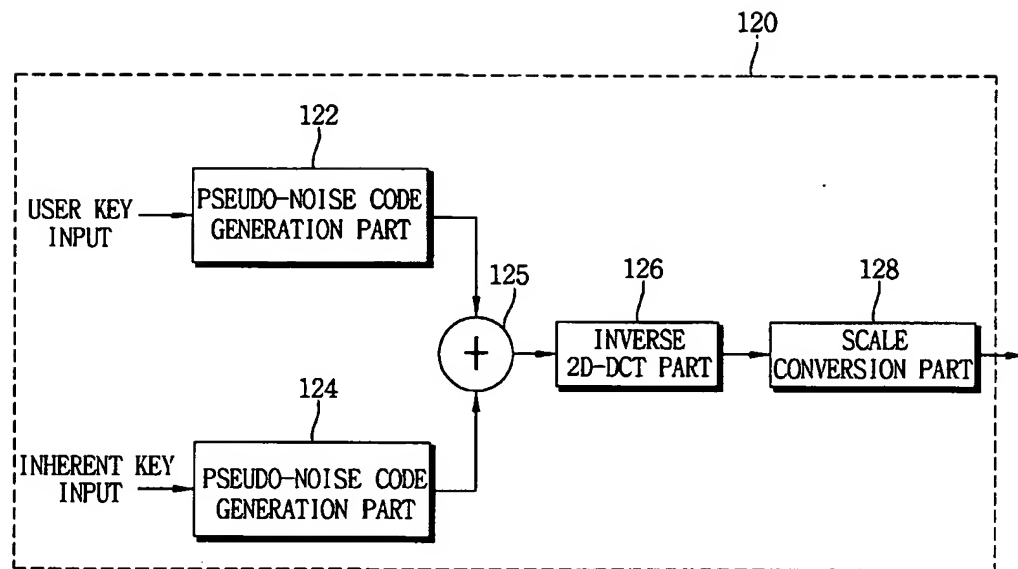 120
122
PSEUDO-NOISE CODE
GENERATION PART
USER KEY
INPUT
125
+
126
INVERSE
2D-DCT PART
128
SCALE
CONVERSION PART
124
PSEUDO-NOISE CODE
GENERATION PART
INHERENT KEY
INPUT